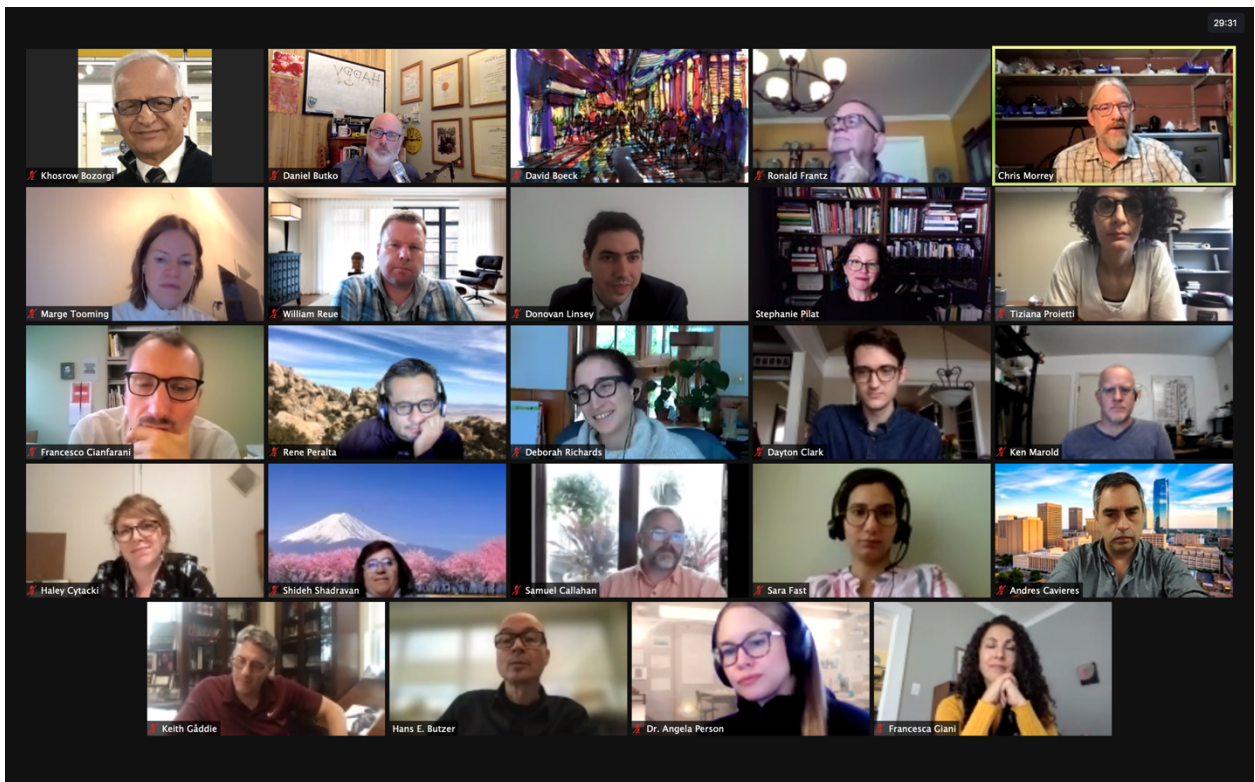 29:31
Khosrow Bozorgi
Daniel Butko
David Boeck
Ronald Frantz
Chris Morrey
Marge Tooming
William Reue
Donovan Linsey
Stephanie Pilat
Tiziana Proietti
Francesco Cianfarani
Rene Peralta
Deborah Richards
Dayton Clark
Ken Marold
Haley Cytacki
Shideh Shadravan
Samuel Callahan
Sara Fast
Andres Cavieres
Keith Gåddie
Hans E. Butzer
Dr. Angela Person
Francesca Giani